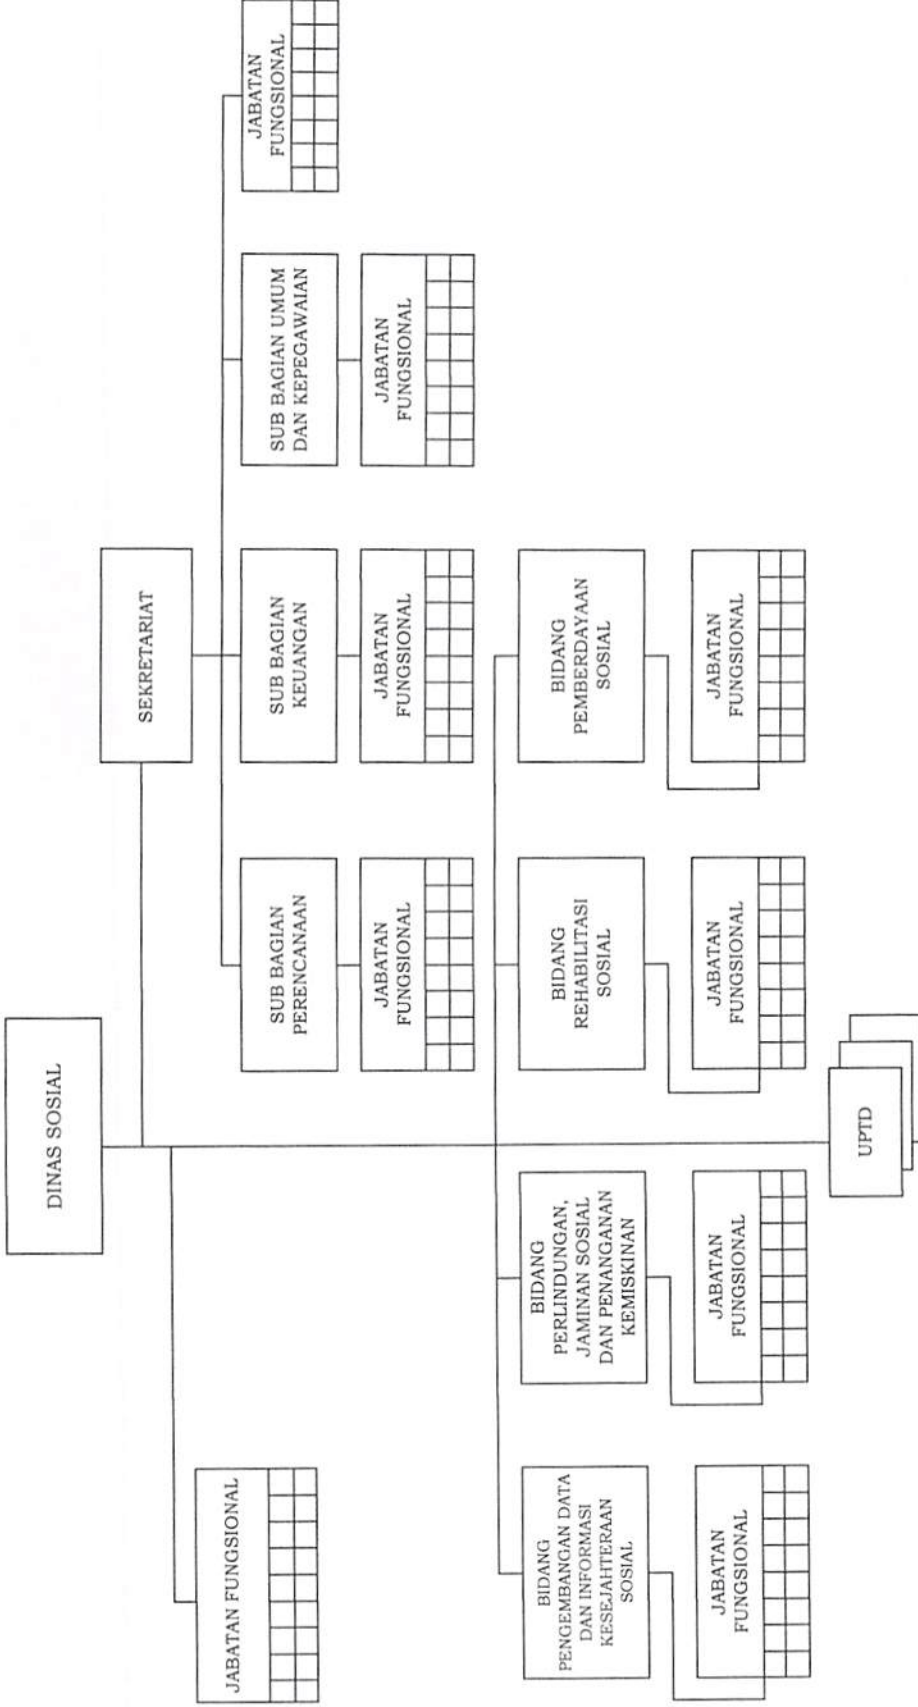 DINAS SOSIAL
SEKRETARIAT
JABATAN FUNGSIONAL
SUB BAGIAN
PERENCANAAN
SUB BAGIAN
KEUANGAN
SUB BAGIAN UMUM
DAN KEPEGAWAIAN
JABATAN
FUNGSIONAL
JABATAN
FUNGSIONAL
JABATAN
FUNGSIONAL
JABATAN
FUNGSIONAL
BIDANG
PENGEMBANGAN DATA
DAN INFORMASI
KESEJAHTERAAN
SOSIAL
BIDANG
PERLINDUNGAN,
JAMINAN SOSIAL
DAN PENANGANAN
KEMISKINAN
BIDANG
REHABILITASI
SOSIAL
BIDANG
PEMBERDAYAAN
SOSIAL
JABATAN
FUNGSIONAL
JABATAN
FUNGSIONAL
JABATAN
FUNGSIONAL
JABATAN
FUNGSIONAL
UPTD